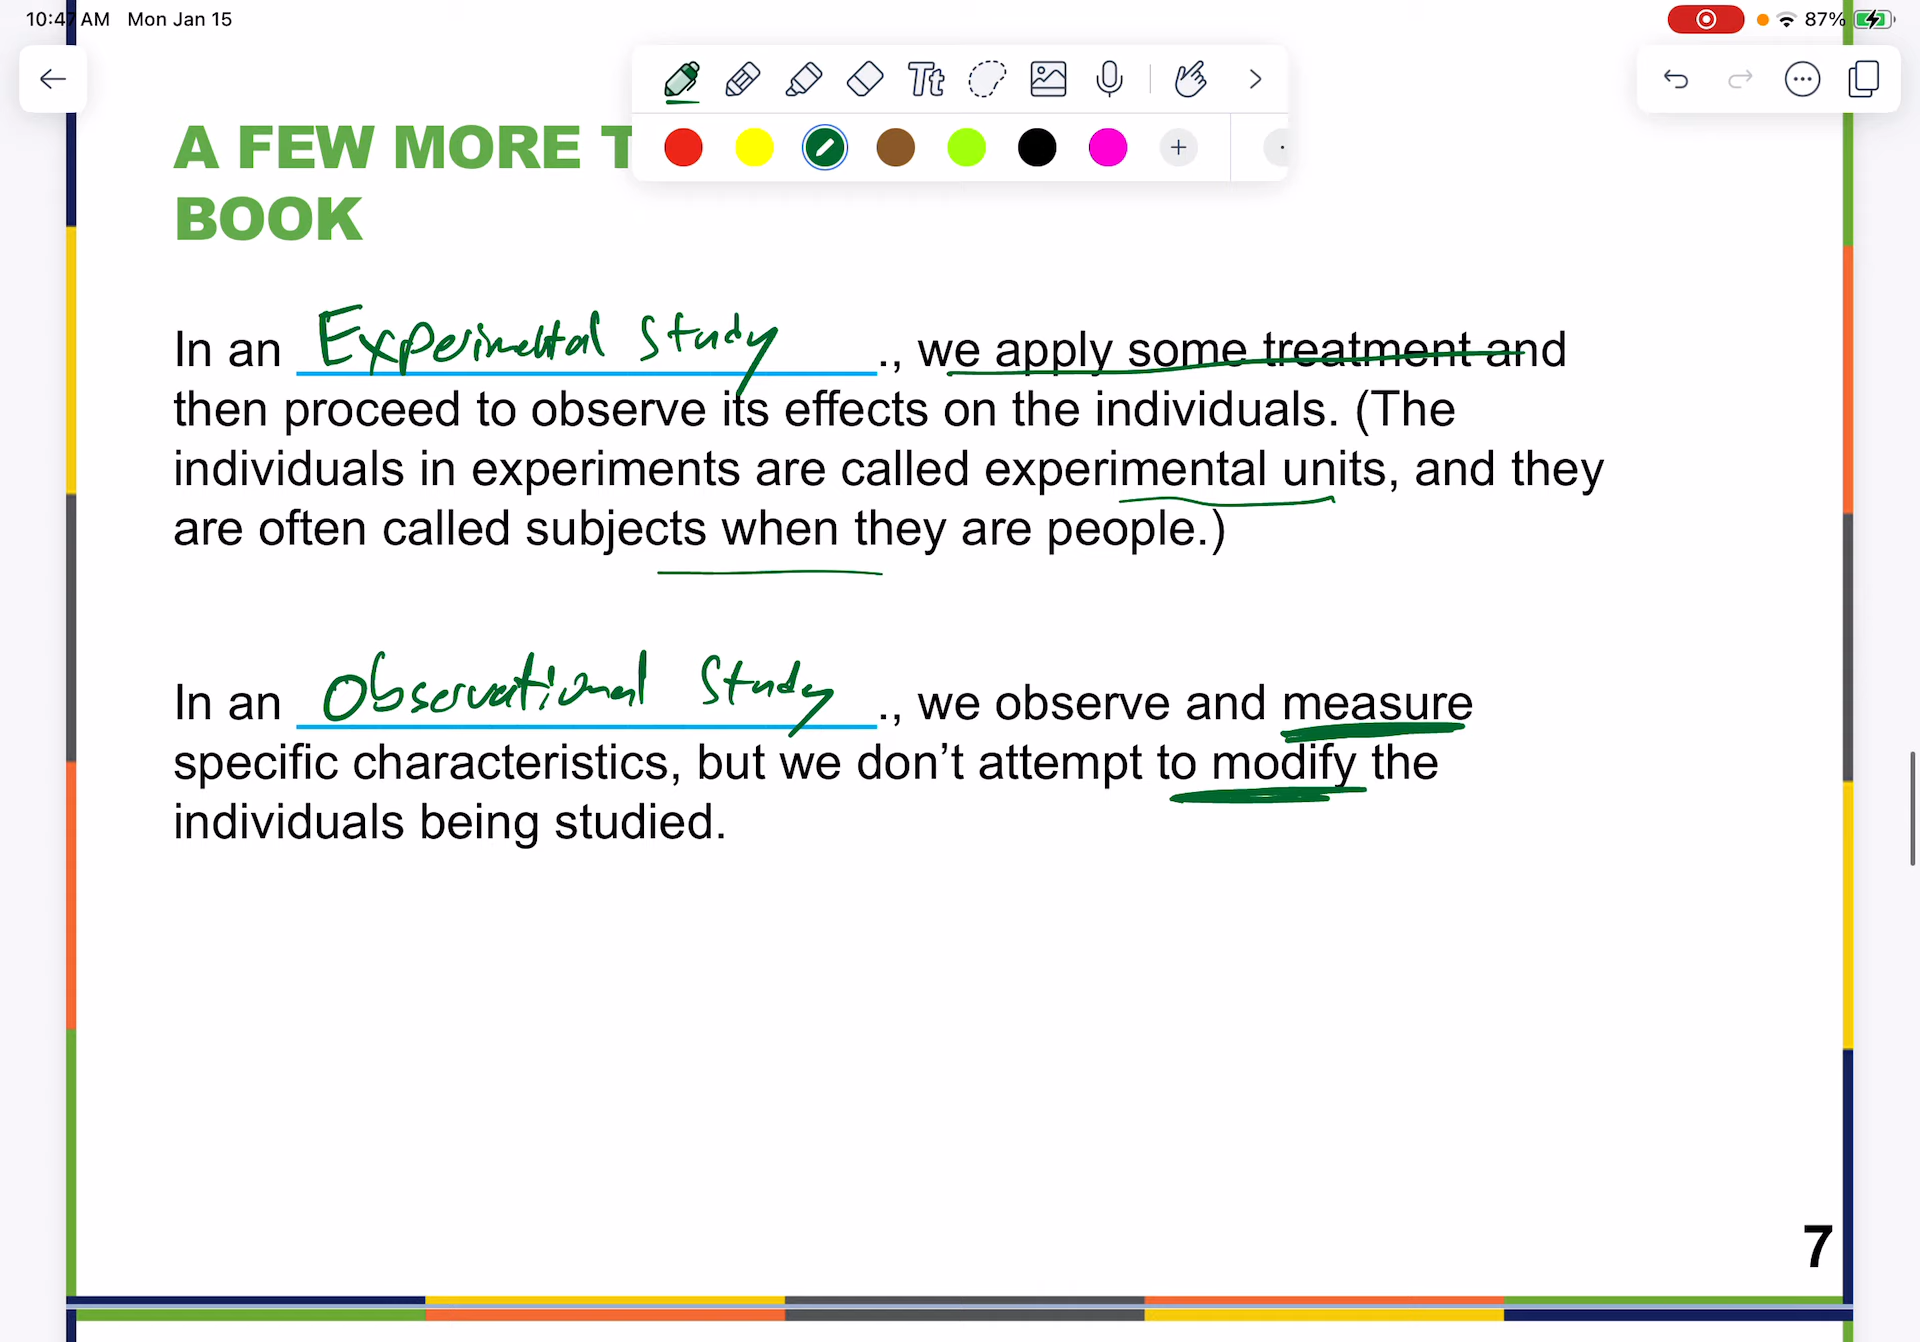 10:47 AM Mon Jan 15
87%
Tt
A FEW MORE T
BOOK
In an Experimental Study ., we apply some treatment and
then proceed to observe its effects on the individuals. (The
individuals in experiments are called experimental units, and they
are often called subjects when they are people.)
In an Observational Study ., we observe and measure
specific characteristics, but we don’t attempt to modify the
individuals being studied.
7